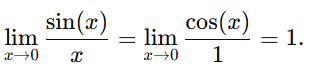 lim_{x→0} sin(x)/x = lim_{x→0} cos(x)/1 = 1.